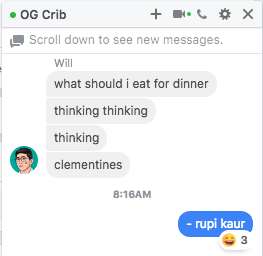 OG Crib
Scroll down to see new messages.
Will
what should i eat for dinner
thinking thinking
thinking
clementines
8:16AM
- rupi kaur
3